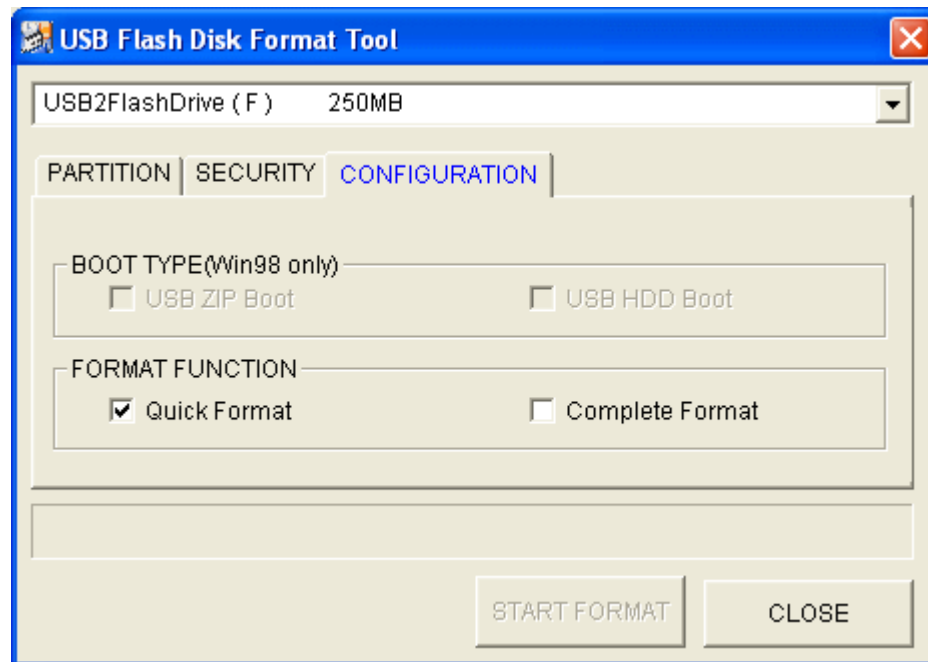 USB Flash Disk Format Tool
USB2FlashDrive ( F ) 250MB
PARTITION SECURITY CONFIGURATION
BOOT TYPE(Win98 only)
USB ZIP Boot USB HDD Boot
FORMAT FUNCTION
Quick Format Complete Format
START FORMAT CLOSE